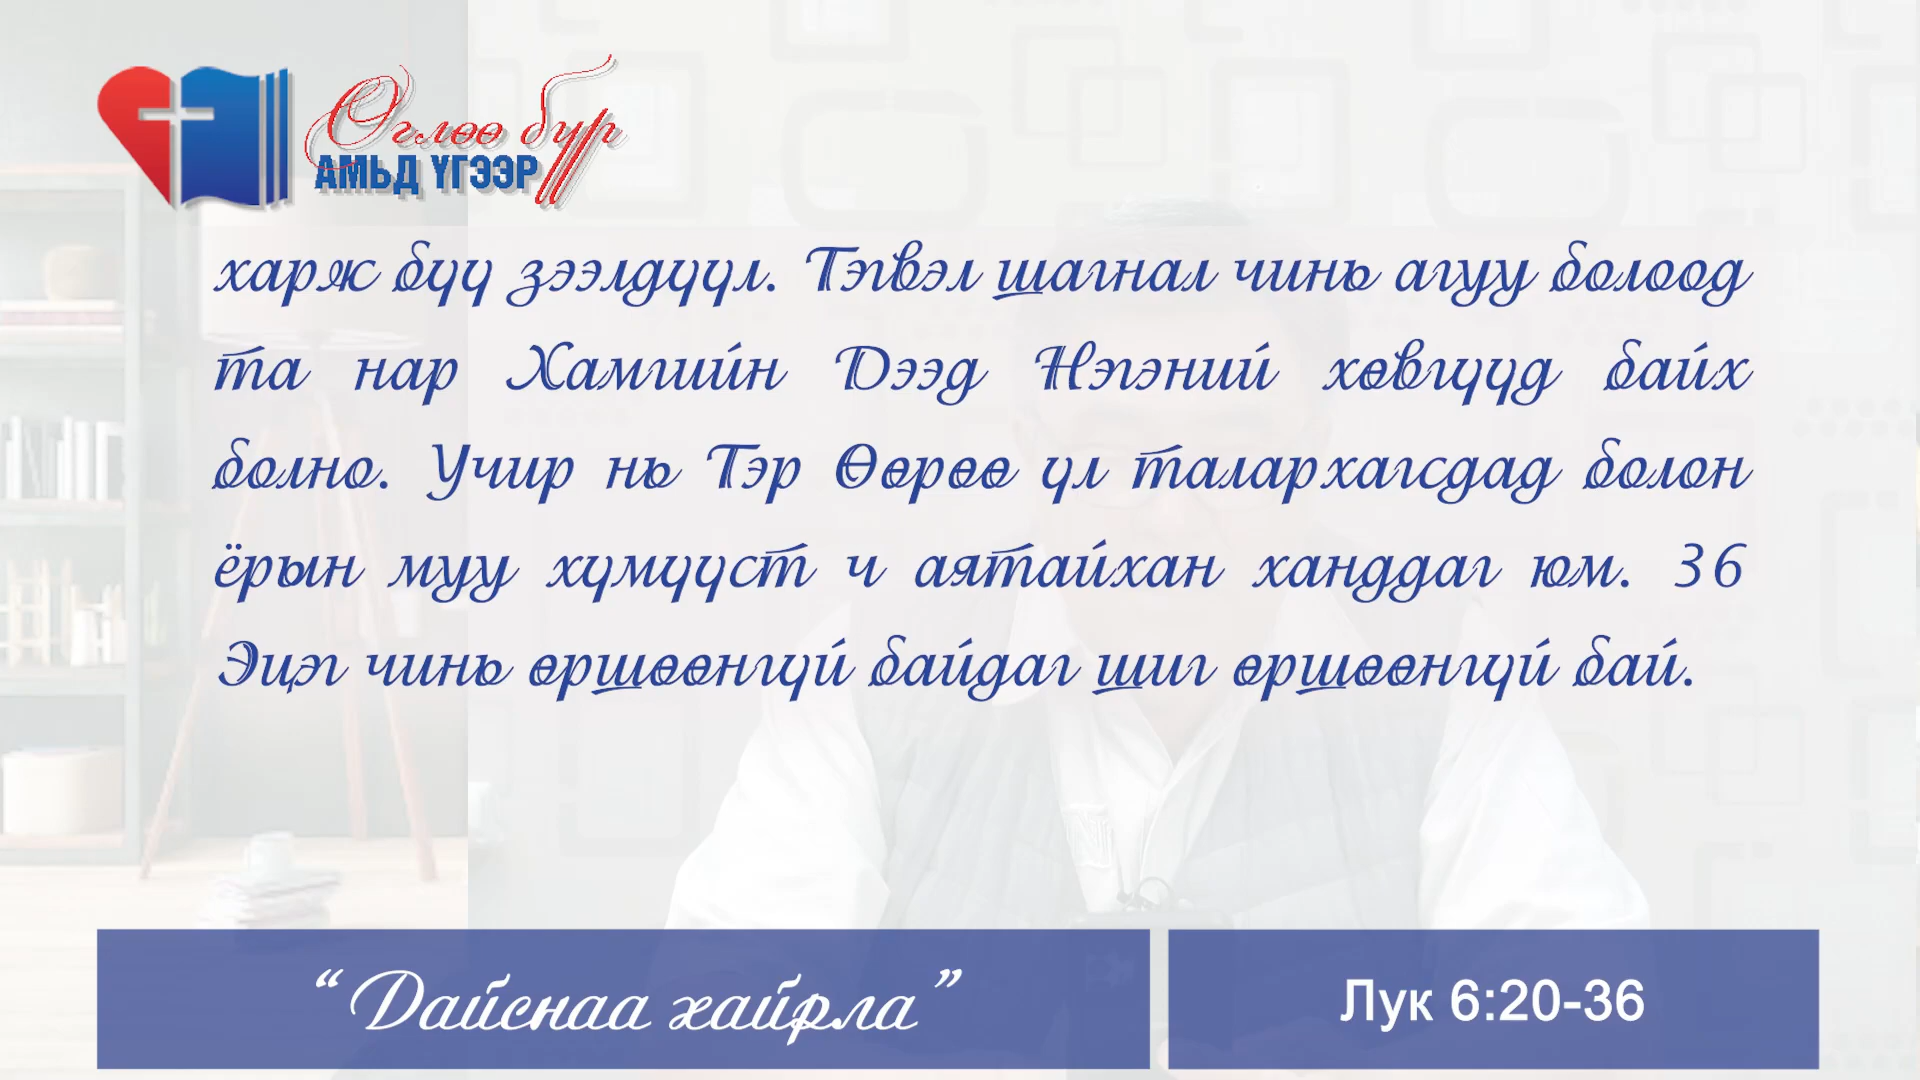 Өглөө бүр
АМЬД ҮГЭЭР
харж бүү зээлдүүл. Тэгвэл шагнал чинь агуу болоод
та нар Хамгийн Дээд Нэгэний хөвгүүд байх
болно. Учир нь Тэр Өөрөө үл талархагсдад болон
ёрын муу хүмүүст ч аятайхан ханддаг юм. 36
Эцэг чинь өршөөнгүй байдаг шиг өршөөнгүй бай.
“Дайснаа хайрла”
Лук 6:20-36